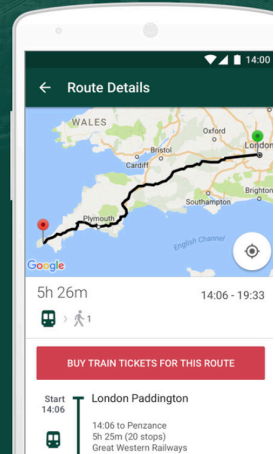 14:00
Route Details
WALES
Oxford
London
Bristol
Cardiff
Brighton
Southampton
Plymouth
English Channel
Google
5h 26m
14:06 - 19:33
1
BUY TRAIN TICKETS FOR THIS ROUTE
Start
14:06
London Paddington
14:06 to Penzance
5h 25m (20 stops)
Great Western Railways